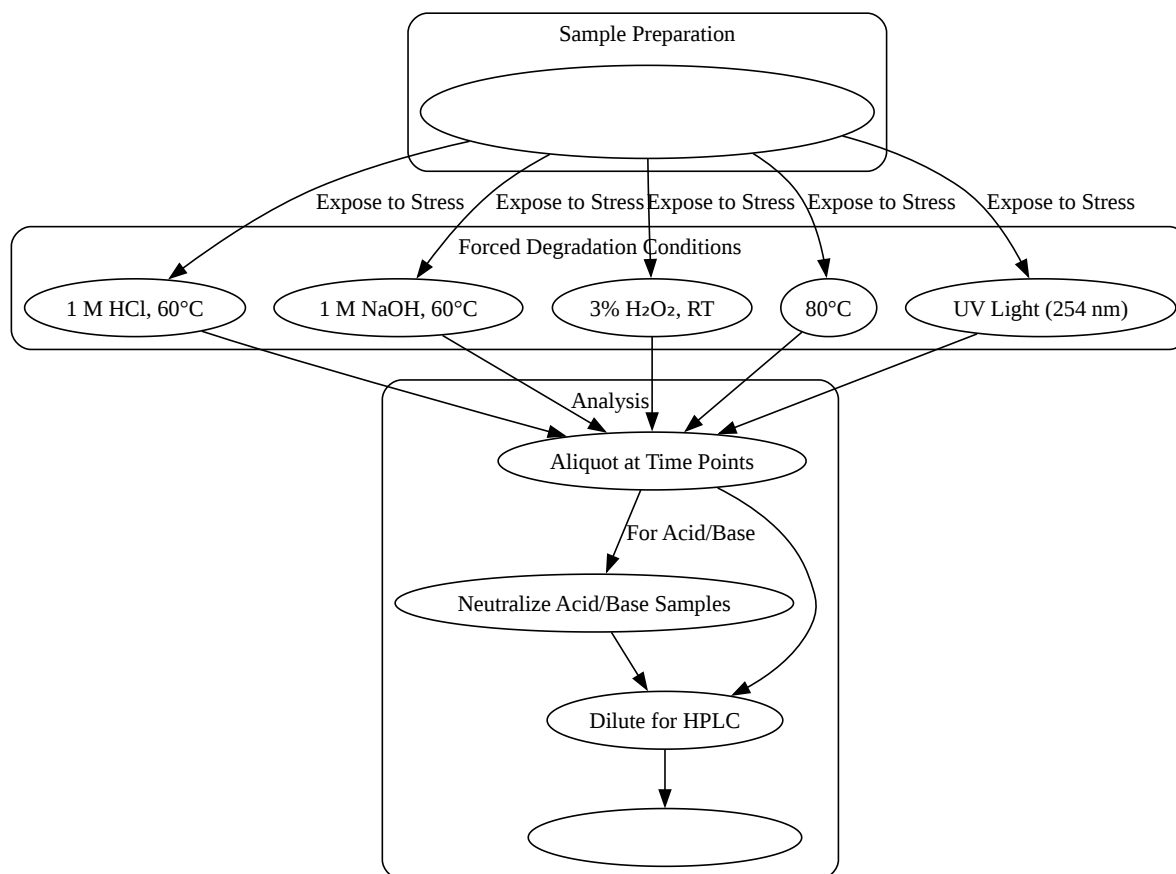 Sample Preparation
Expose to Stress
Expose to Stress
Expose to Stress
Expose to Stress
Expose to Stress
Forced Degradation Conditions
1 M HCl, 60°C
1 M NaOH, 60°C
3% H₂O₂, RT
80°C
UV Light (254 nm)
Analysis
Aliquot at Time Points
For Acid/Base
Neutralize Acid/Base Samples
Dilute for HPLC